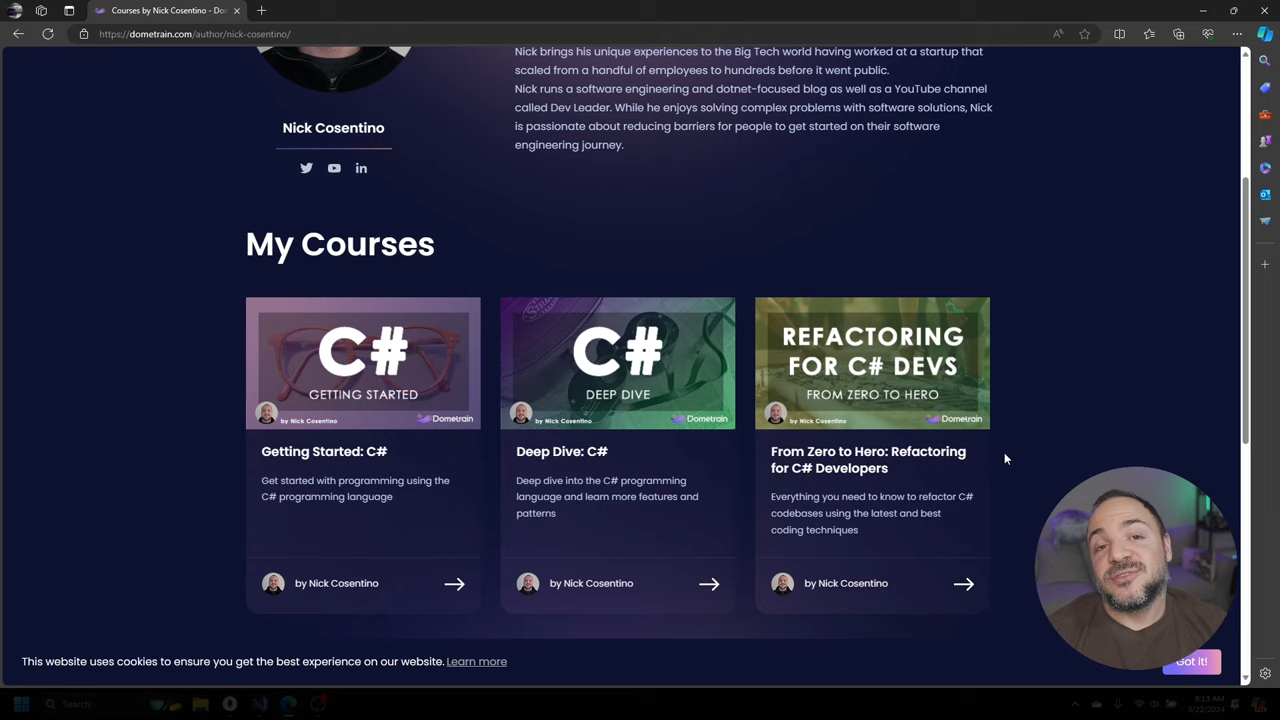 Courses by Nick Cosentino - Dor
https://dometrain.com/author/nick-cosentino/
Nick brings his unique experiences to the Big Tech world having worked at a startup that
scaled from a handful of employees to hundreds before it went public.
Nick runs a software engineering and dotnet-focused blog as well as a YouTube channel
called Dev Leader. While he enjoys solving complex problems with software solutions, Nick
is passionate about reducing barriers for people to get started on their software
engineering journey.
Nick Cosentino
My Courses
C#
GETTING STARTED
by Nick Cosentino
Dometrain
Getting Started: C#
Get started with programming using the
C# programming language
by Nick Cosentino
C#
DEEP DIVE
by Nick Cosentino
Dometrain
Deep Dive: C#
Deep dive into the C# programming
language and learn more features and
patterns
by Nick Cosentino
REFACTORING
FOR C# DEVS
FROM ZERO TO HERO
by Nick Cosentino
Dometrain
From Zero to Hero: Refactoring
for C# Developers
Everything you need to know to refactor C#
codebases using the latest and best
coding techniques
by Nick Cosentino
This website uses cookies to ensure you get the best experience on our website. Learn more
Got it!
Search
8:13 AM
3/22/2024